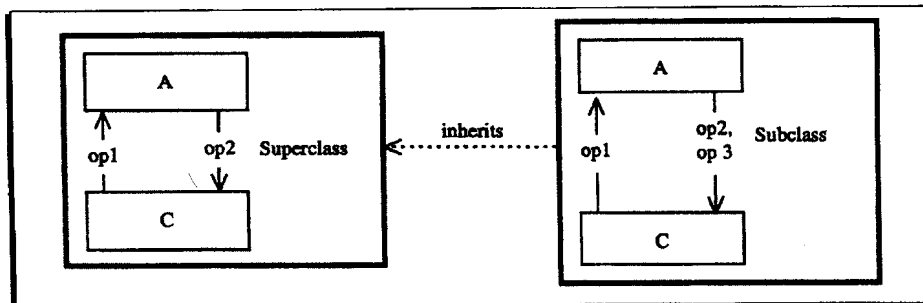 A
op1
op2
Superclass
C
inherits
A
op1
op2,
op 3
Subclass
C